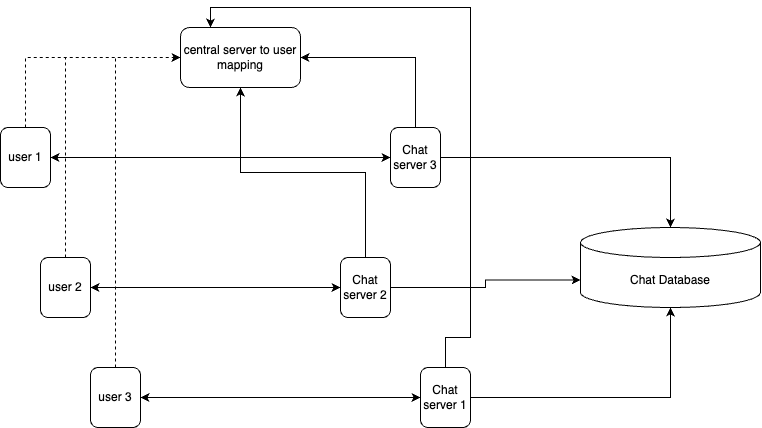 central server to user
mapping
user 1
Chat
server 3
user 2
Chat
server 2
Chat Database
user 3
Chat
server 1